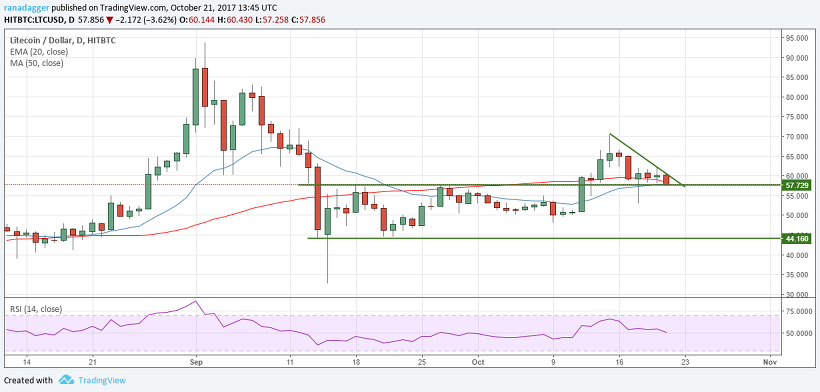 ranadagger published on TradingView.com, October 21, 2017 13:45 UTC
HITBTC:LTCUSD, D 57.856 ▼ −2.172 (−3.62%) O:60.144 H:60.430 L:57.258 C:57.856
Litecoin / Dollar, D, HITBTC
EMA (20, close)
MA (50, close)
95.000
90.000
85.000
80.000
75.000
70.000
65.000
60.000
57.729
55.000
50.000
44.160
40.000
35.000
30.000
RSI (14, close)
75.0000
50.0000
14
21
Sep
11
18
25
Oct
9
16
23
Nov
Created with TradingView